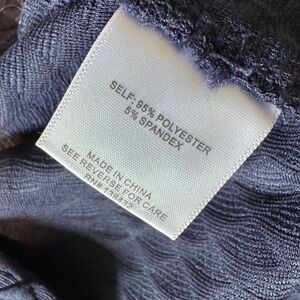 SELF: 95% POLYESTER
5% SPANDEX
MADE IN CHINA
SEE REVERSE FOR CARE